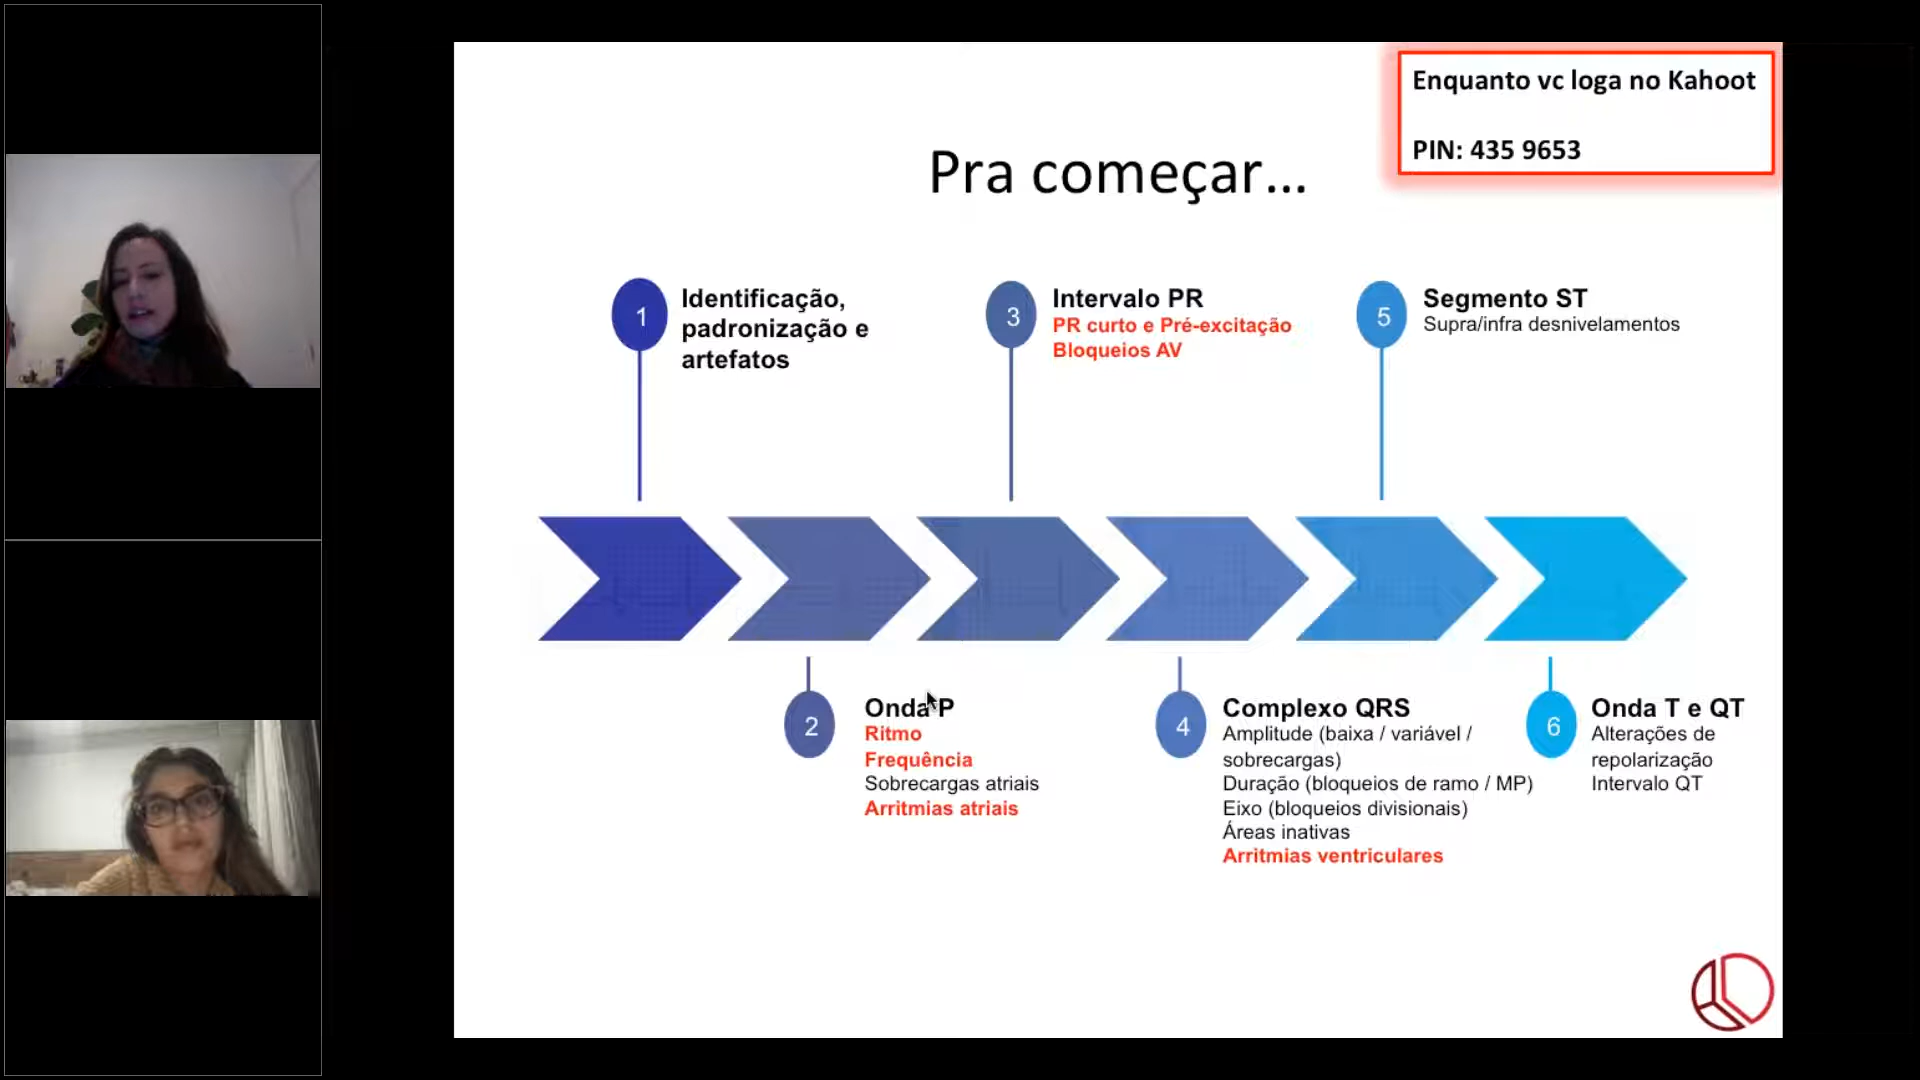 Enquanto vc loga no Kahoot
PIN: 435 9653
Pra começar...
1
Identificação,
padronização e
artefatos
3
Intervalo PR
PR curto e Pré-excitação
Bloqueios AV
5
Segmento ST
Supra/infra desnivelamentos
2
Onda P
Ritmo
Frequência
Sobrecargas atriais
Arritmias atriais
4
Complexo QRS
Amplitude (baixa / variável /
sobrecargas)
Duração (bloqueios de ramo / MP)
Eixo (bloqueios divisionais)
Áreas inativas
Arritmias ventriculares
6
Onda T e QT
Alterações de
repolarização
Intervalo QT